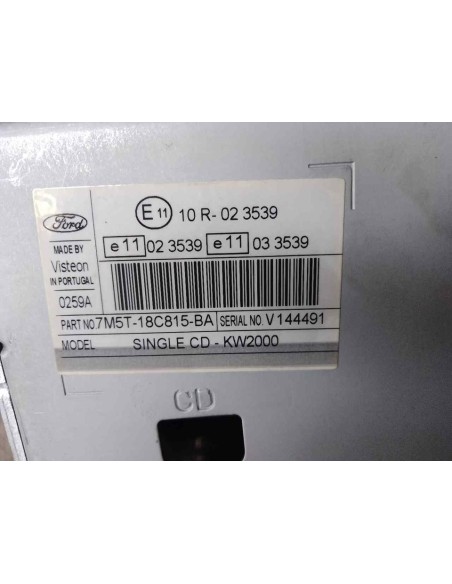 Ford
MADE BY
Visteon
IN PORTUGAL
0259A
E 11 10 R- 02 3539
e 11 02 3539 e 11 03 3539
PART NO. 7M5T-18C815-BA SERIAL NO. V 144491
MODEL SINGLE CD - KW2000
CD